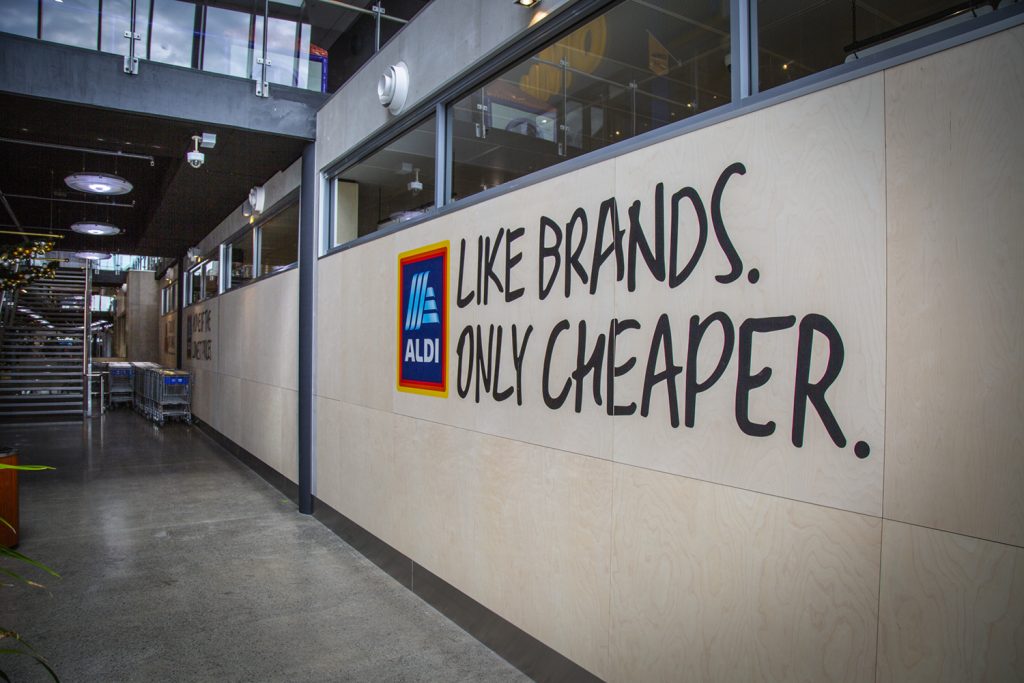 ALDI
LIKE BRANDS.
ONLY CHEAPER.